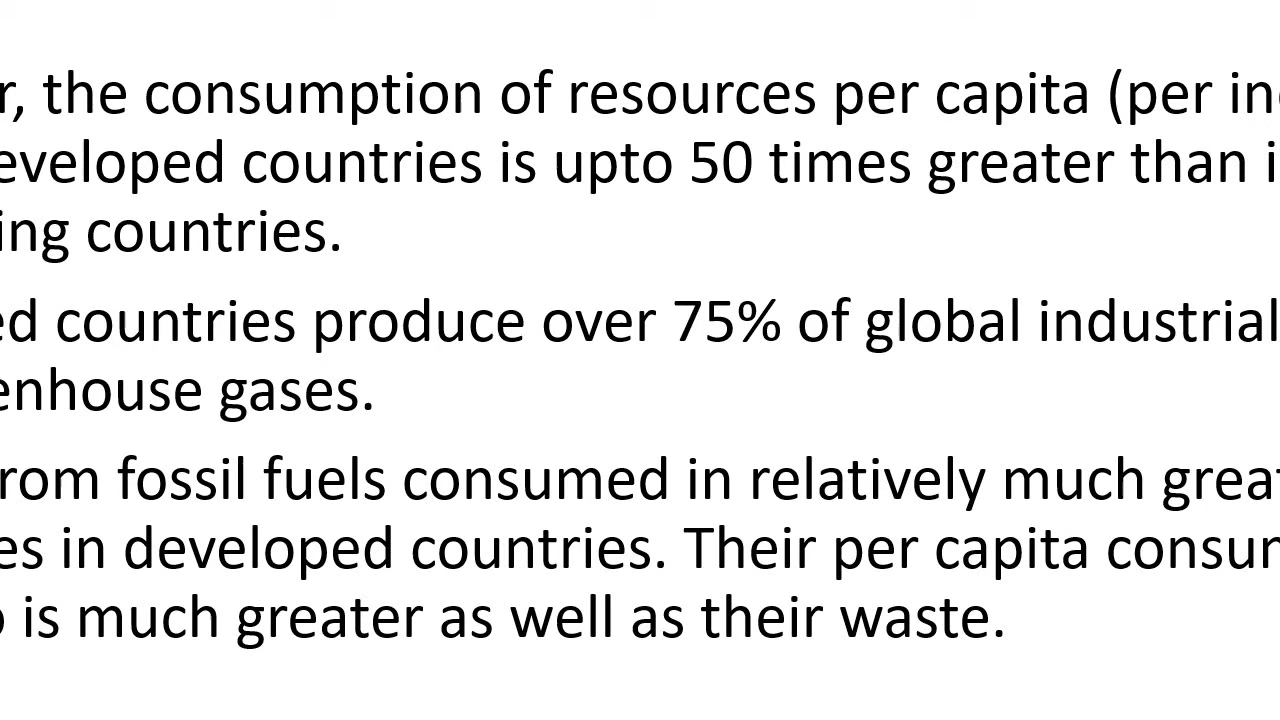 r, the consumption of resources per capita (per in
eveloped countries is upto 50 times greater than i
ing countries.
ed countries produce over 75% of global industrial
enhouse gases.
rom fossil fuels consumed in relatively much great
es in developed countries. Their per capita consum
is much greater as well as their waste.